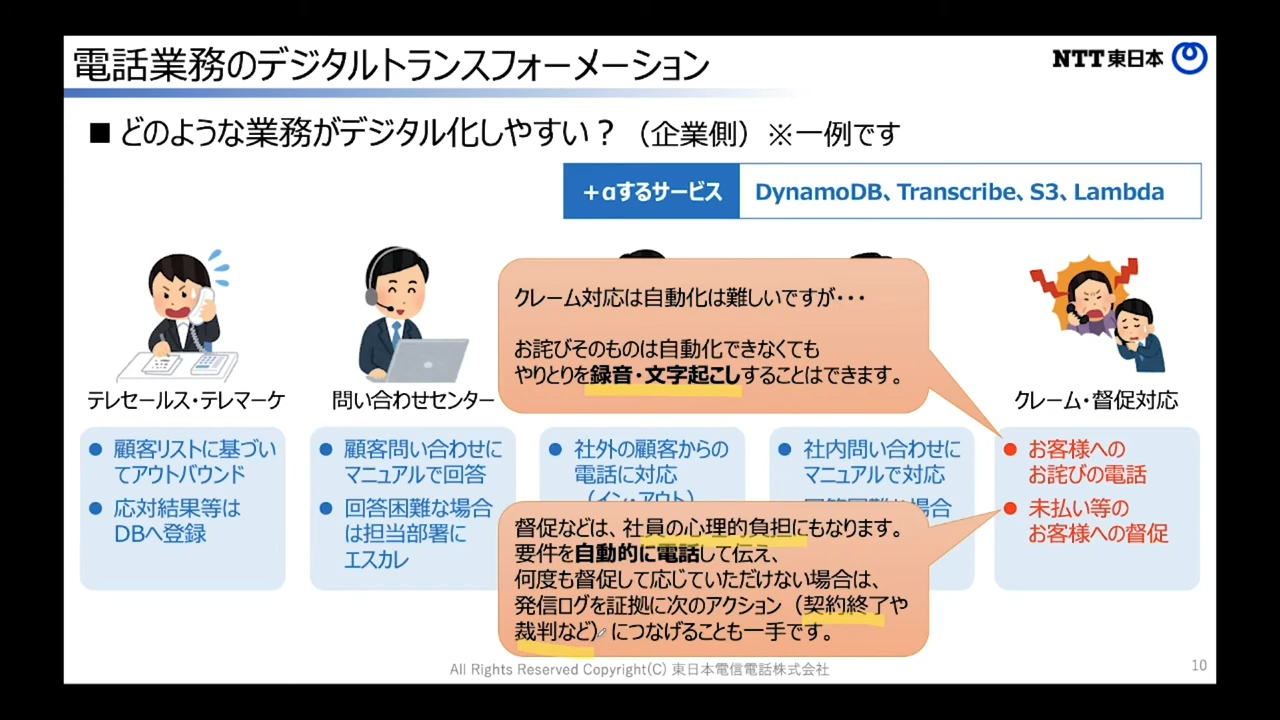 電話業務のデジタルトランスフォーメーション
NTT東日本
■ どのような業務がデジタル化しやすい？（企業側）※一例です
+αするサービス
DynamoDB、Transcribe、S3、Lambda
クレーム対応は自動化は難しいですが・・・
お詫びそのものは自動化できなくても
やりとりを録音・文字起こしすることはできます。
テレセールス・テレマーケ
問い合わせセンター
クレーム・督促対応
● 顧客リストに基づい
てアウトバウンド
● 応対結果等は
DBへ登録
● 顧客問い合わせに
マニュアルで回答
● 回答困難な場合
は担当部署に
エスカレ
● 社外の顧客からの
電話に対応
（イン・アウト）
● 社内問い合わせに
マニュアルで対応
回答困難な場合
● お客様への
お詫びの電話
● 未払い等の
お客様への督促
督促などは、社員の心理的負担にもなります。
要件を自動的に電話して伝え、
何度も督促して応じていただけない場合は、
発信ログを証拠に次のアクション（契約終了や
裁判など）につなげることも一手です。
All Rights Reserved Copyright(C) 東日本電信電話株式会社
10